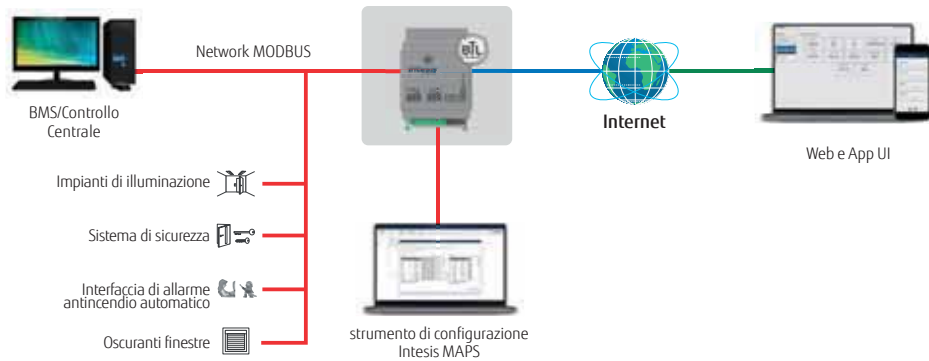 Network MODBUS
BTL
BMS/Controllo
Centrale
Internet
Web e App UI
Impianti di illuminazione
Sistema di sicurezza
Interfaccia di allarme
antincendio automatico
Oscuranti finestre
strumento di configurazione
Intesis MAPS